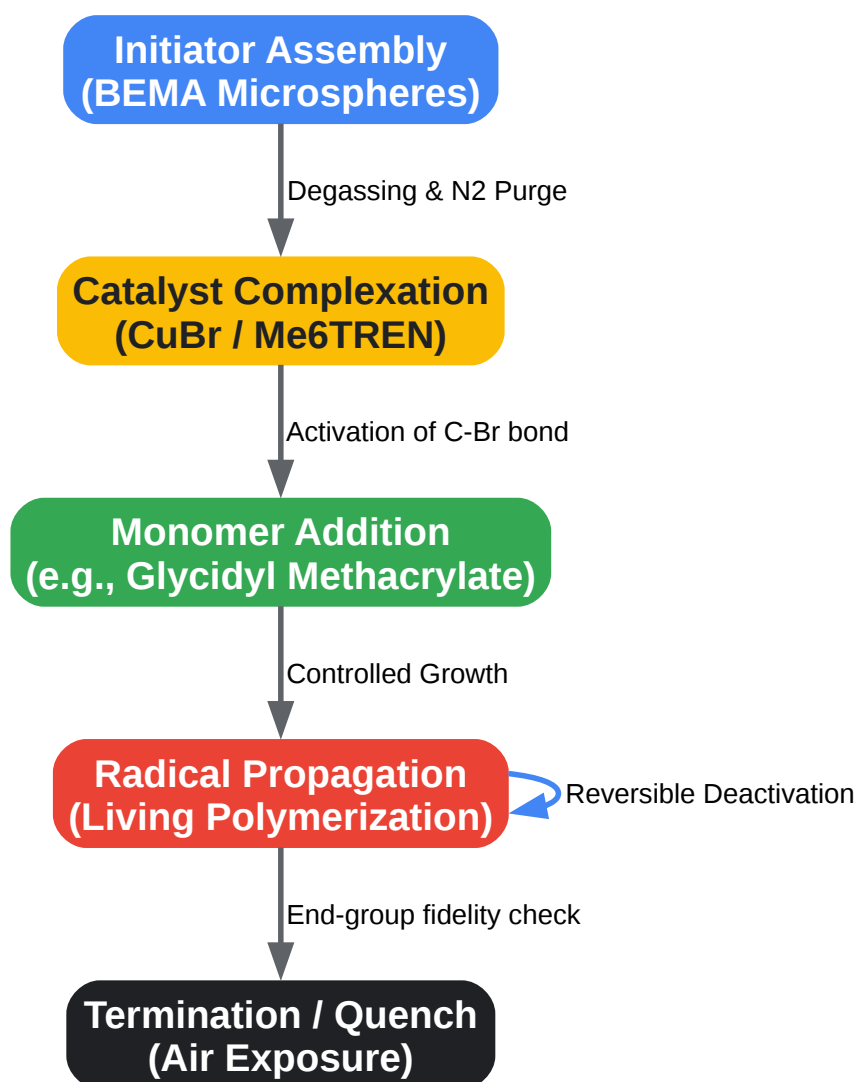 Initiator Assembly
(BEMA Microspheres)
Degassing & N2 Purge
Catalyst Complexation
(CuBr / Me6TREN)
Activation of C-Br bond
Monomer Addition
(e.g., Glycidyl Methacrylate)
Controlled Growth
Radical Propagation
(Living Polymerization)
Reversible Deactivation
End-group fidelity check
Termination / Quench
(Air Exposure)